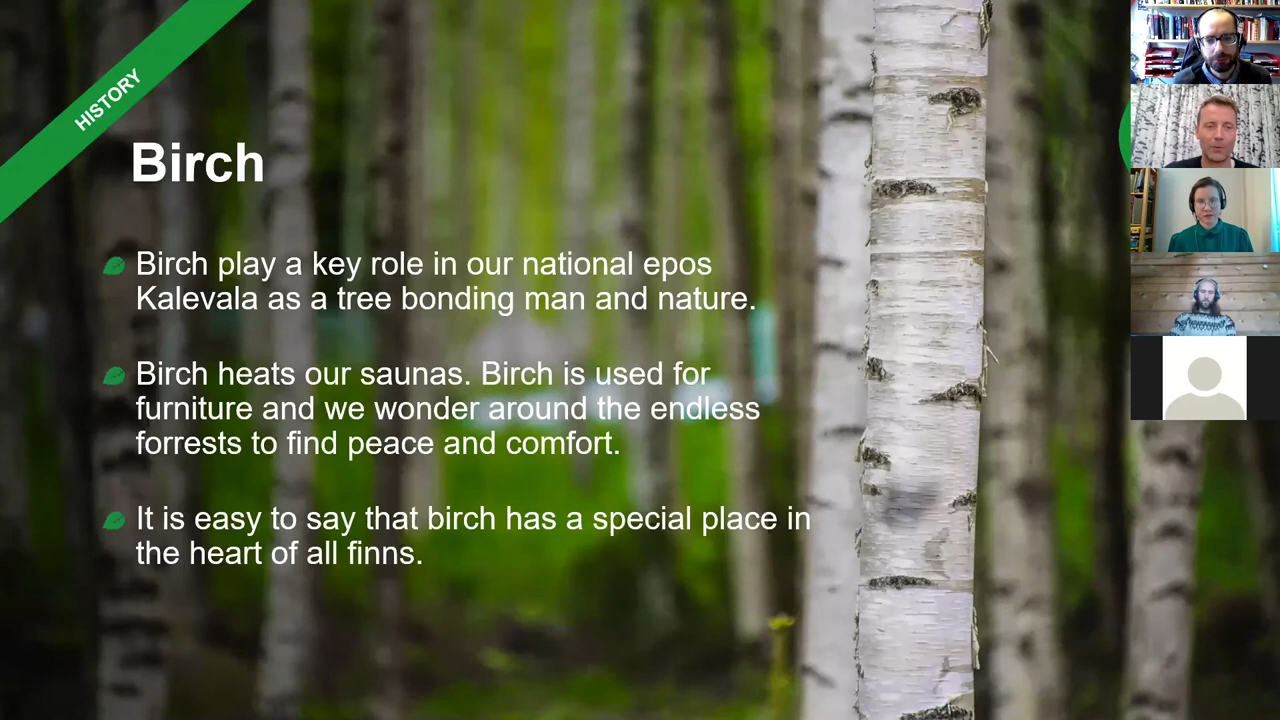 HISTORY
Birch
Birch play a key role in our national epos
Kalevala as a tree bonding man and nature.
Birch heats our saunas. Birch is used for
furniture and we wonder around the endless
forrests to find peace and comfort.
It is easy to say that birch has a special place in
the heart of all finns.